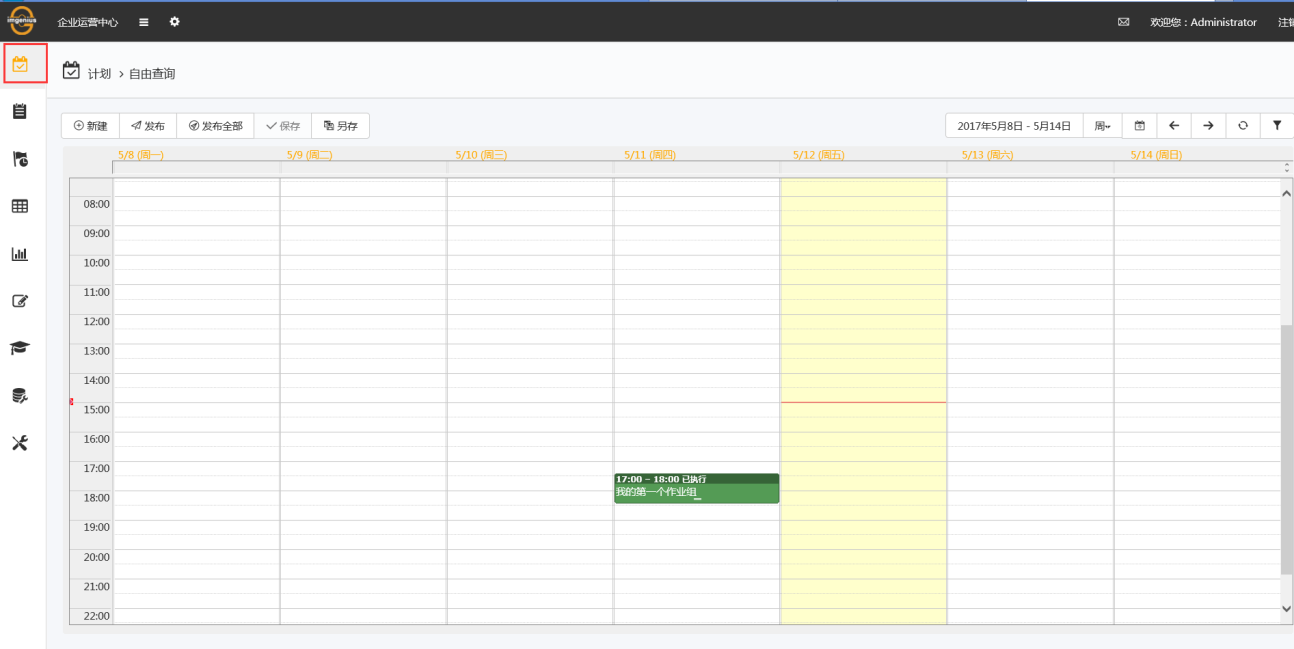 imgenius
企业运营中心
欢迎您：Administrator
计划 > 自由查询
新建 发布 发布全部 保存 另存
2017年5月8日 - 5月14日 周
5/8 (周一) 5/9 (周二) 5/10 (周三) 5/11 (周四) 5/12 (周五) 5/13 (周六) 5/14 (周日)
08:00
09:00
10:00
11:00
12:00
13:00
14:00
15:00
16:00
17:00
17:00 - 18:00 已执行
我的第一个作业组
18:00
19:00
20:00
21:00
22:00